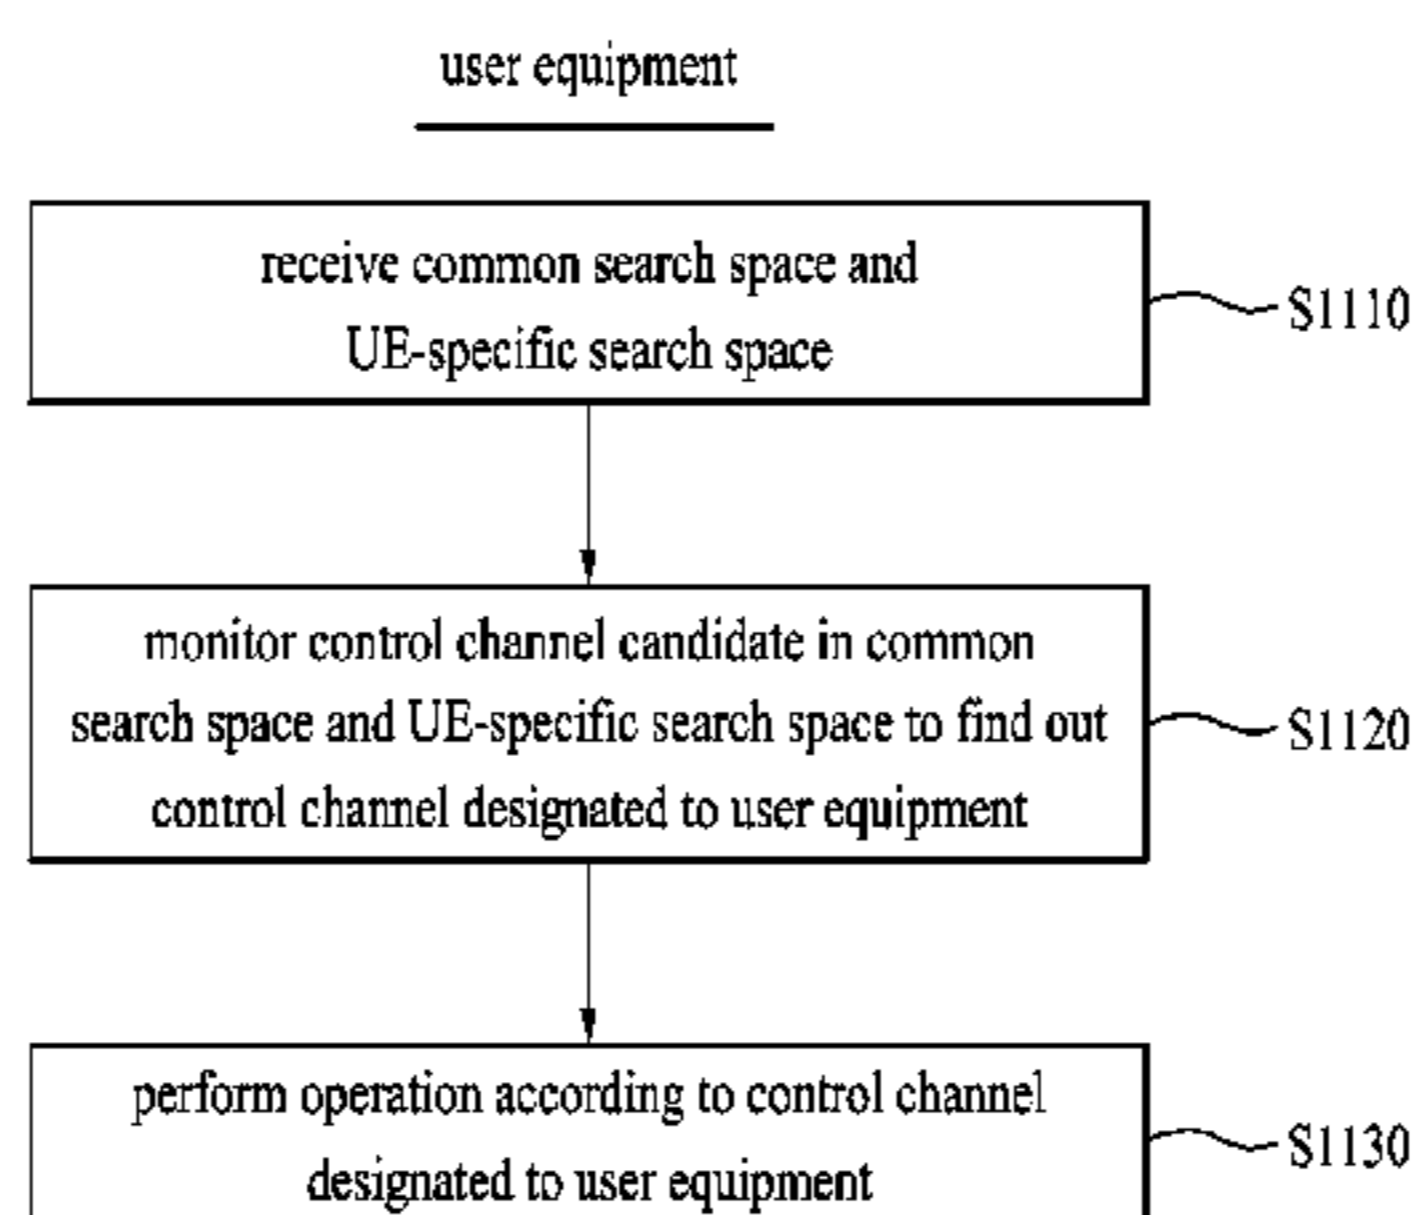 user equipment
receive common search space and
UE-specific search space
S1110
monitor control channel candidate in common
search space and UE-specific search space to find out
control channel designated to user equipment
S1120
perform operation according to control channel
designated to user equipment
S1130